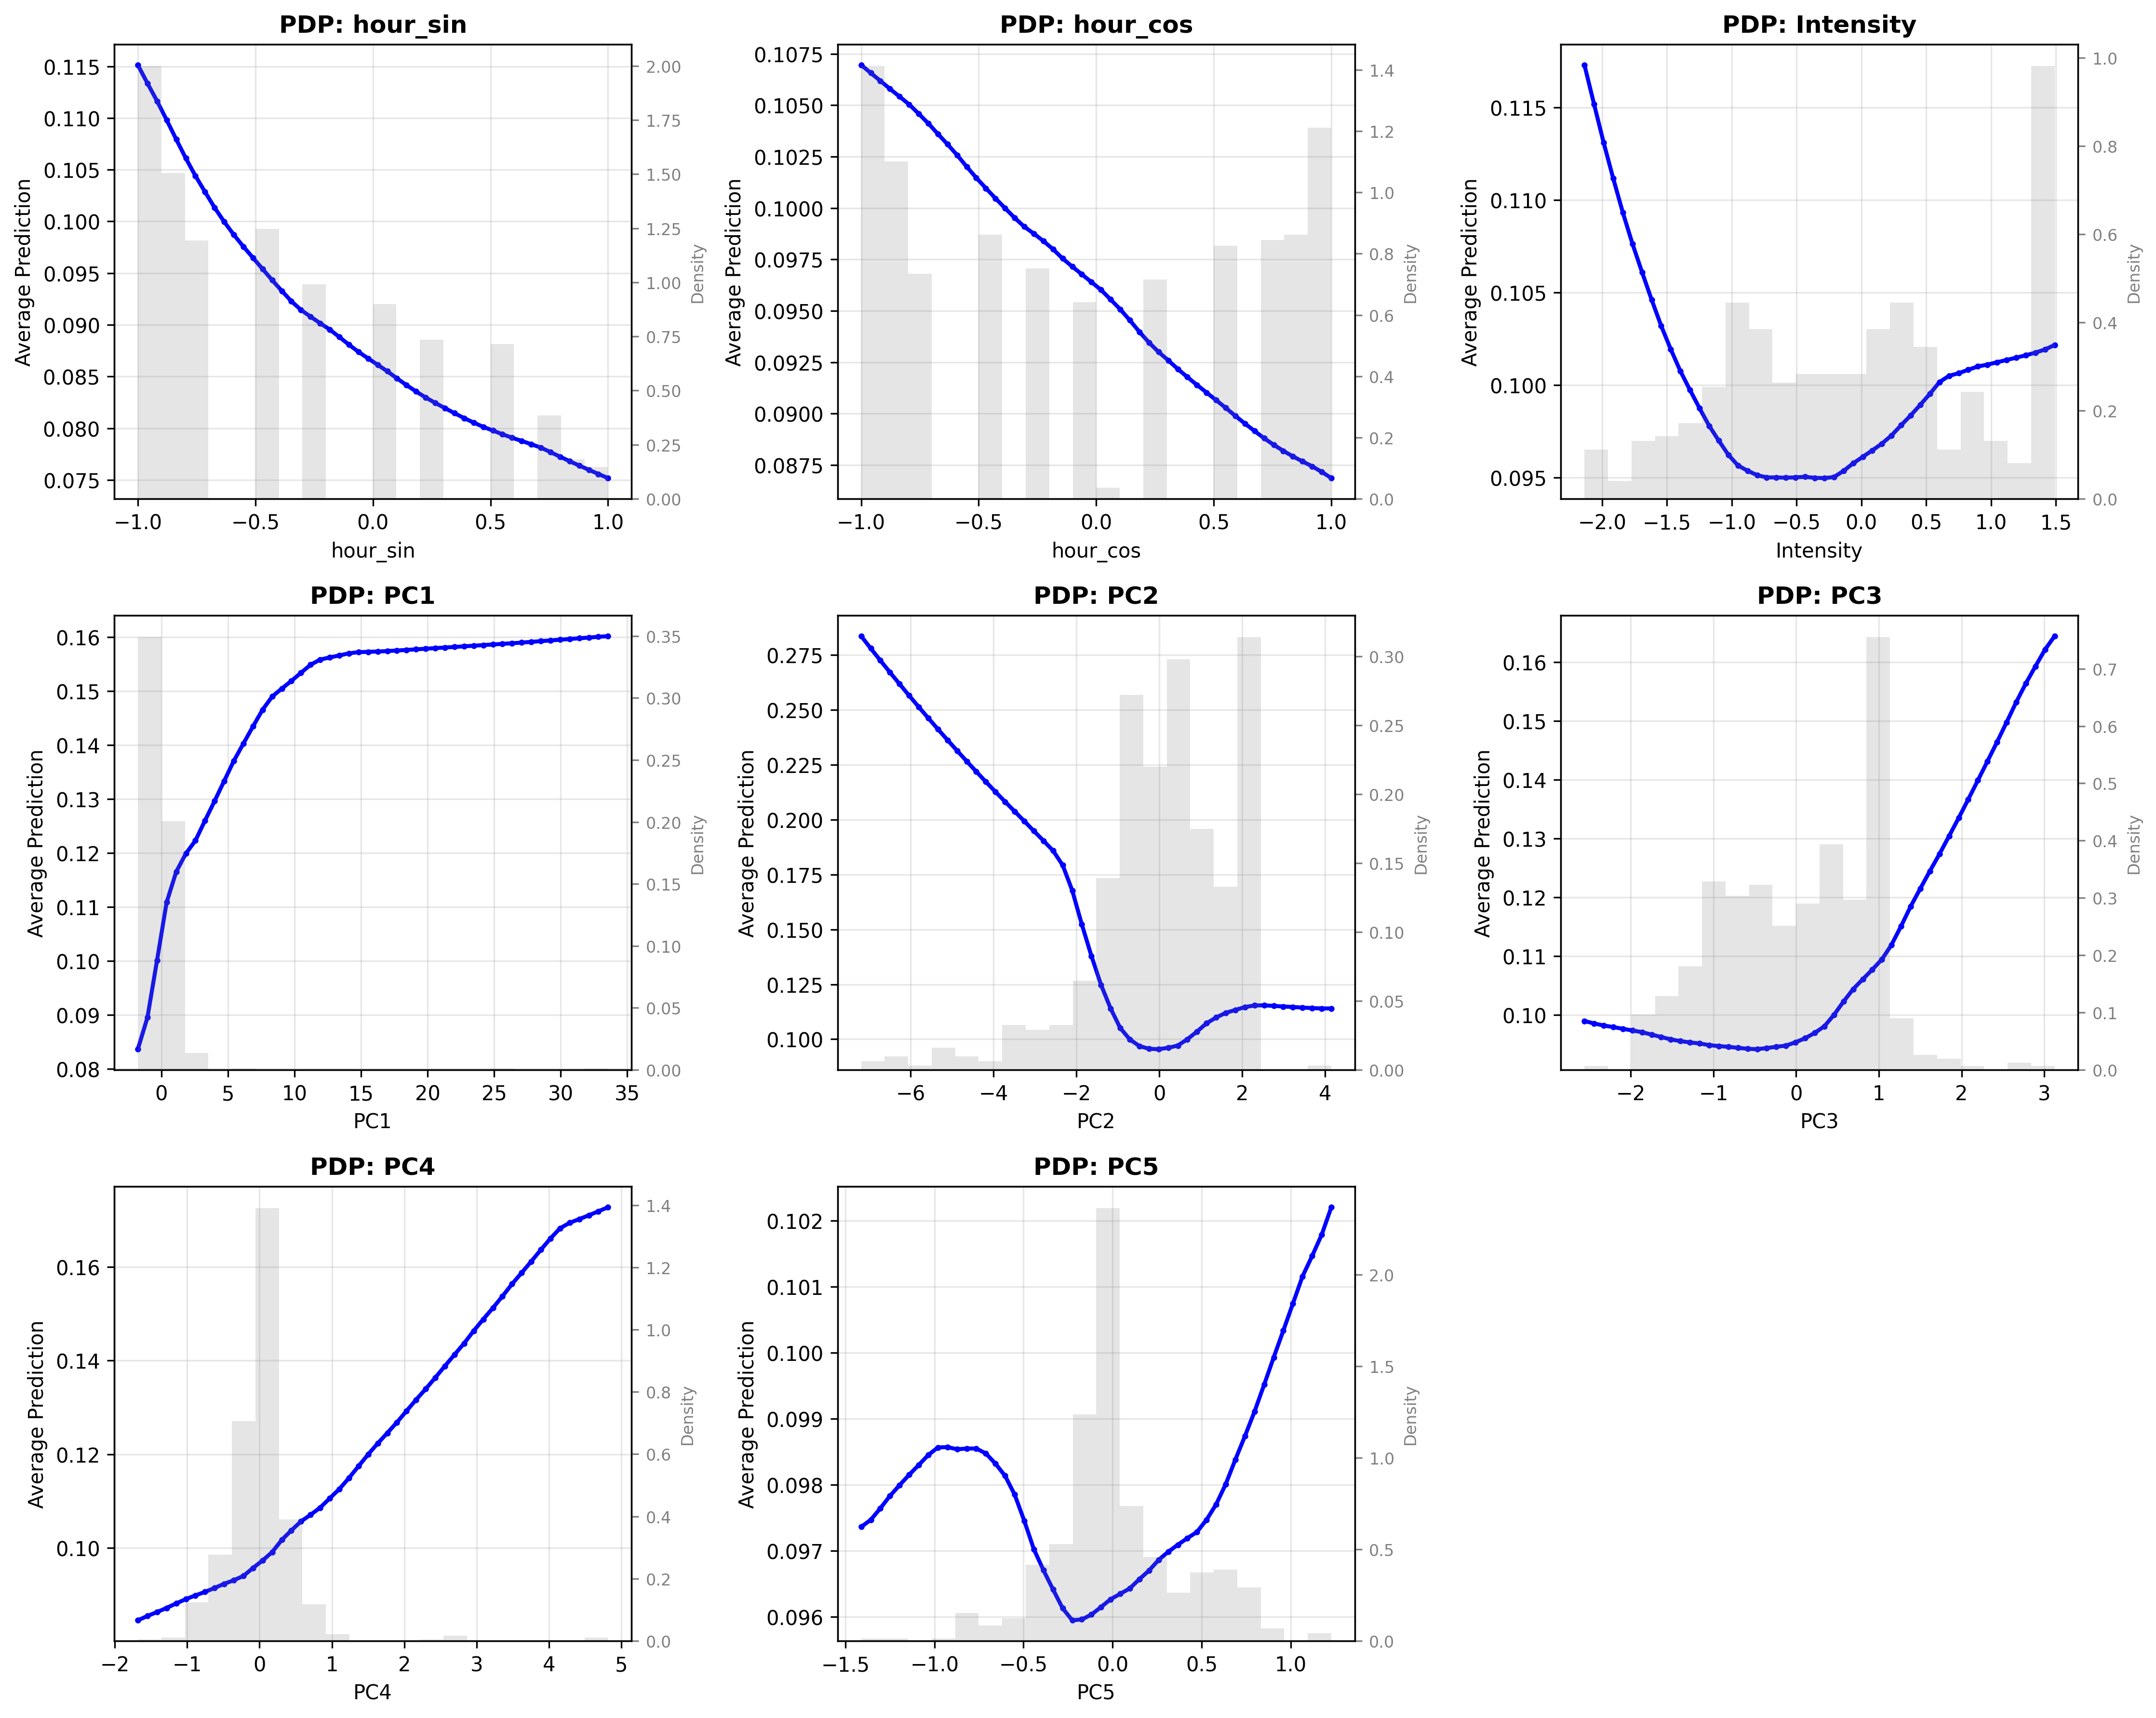 PDP: hour_sin
Average Prediction
0.115
0.110
0.105
0.100
0.095
0.090
0.085
0.080
0.075
2.00
1.75
1.50
1.25
1.00
0.75
0.50
0.25
0.00
Density
−1.0 −0.5 0.0 0.5 1.0
hour_sin
PDP: hour_cos
Average Prediction
0.1075
0.1050
0.1025
0.1000
0.0975
0.0950
0.0925
0.0900
0.0875
1.4
1.2
1.0
0.8
0.6
0.4
0.2
0.0
Density
−1.0 −0.5 0.0 0.5 1.0
hour_cos
PDP: Intensity
Average Prediction
0.115
0.110
0.105
0.100
0.095
1.0
0.8
0.6
0.4
0.2
0.0
Density
−2.0 −1.5 −1.0 −0.5 0.0 0.5 1.0 1.5
Intensity
PDP: PC1
Average Prediction
0.16
0.15
0.14
0.13
0.12
0.11
0.10
0.09
0.08
0.35
0.30
0.25
0.20
0.15
0.10
0.05
0.00
Density
0 5 10 15 20 25 30 35
PC1
PDP: PC2
Average Prediction
0.275
0.250
0.225
0.200
0.175
0.150
0.125
0.100
0.30
0.25
0.20
0.15
0.10
0.05
0.00
Density
−6 −4 −2 0 2 4
PC2
PDP: PC3
Average Prediction
0.16
0.15
0.14
0.13
0.12
0.11
0.10
0.7
0.6
0.5
0.4
0.3
0.2
0.1
0.0
Density
−2 −1 0 1 2 3
PC3
PDP: PC4
Average Prediction
0.16
0.14
0.12
0.10
1.4
1.2
1.0
0.8
0.6
0.4
0.2
0.0
Density
−2 −1 0 1 2 3 4 5
PC4
PDP: PC5
Average Prediction
0.102
0.101
0.100
0.099
0.098
0.097
0.096
2.0
1.5
1.0
0.5
0.0
Density
−1.5 −1.0 −0.5 0.0 0.5 1.0
PC5